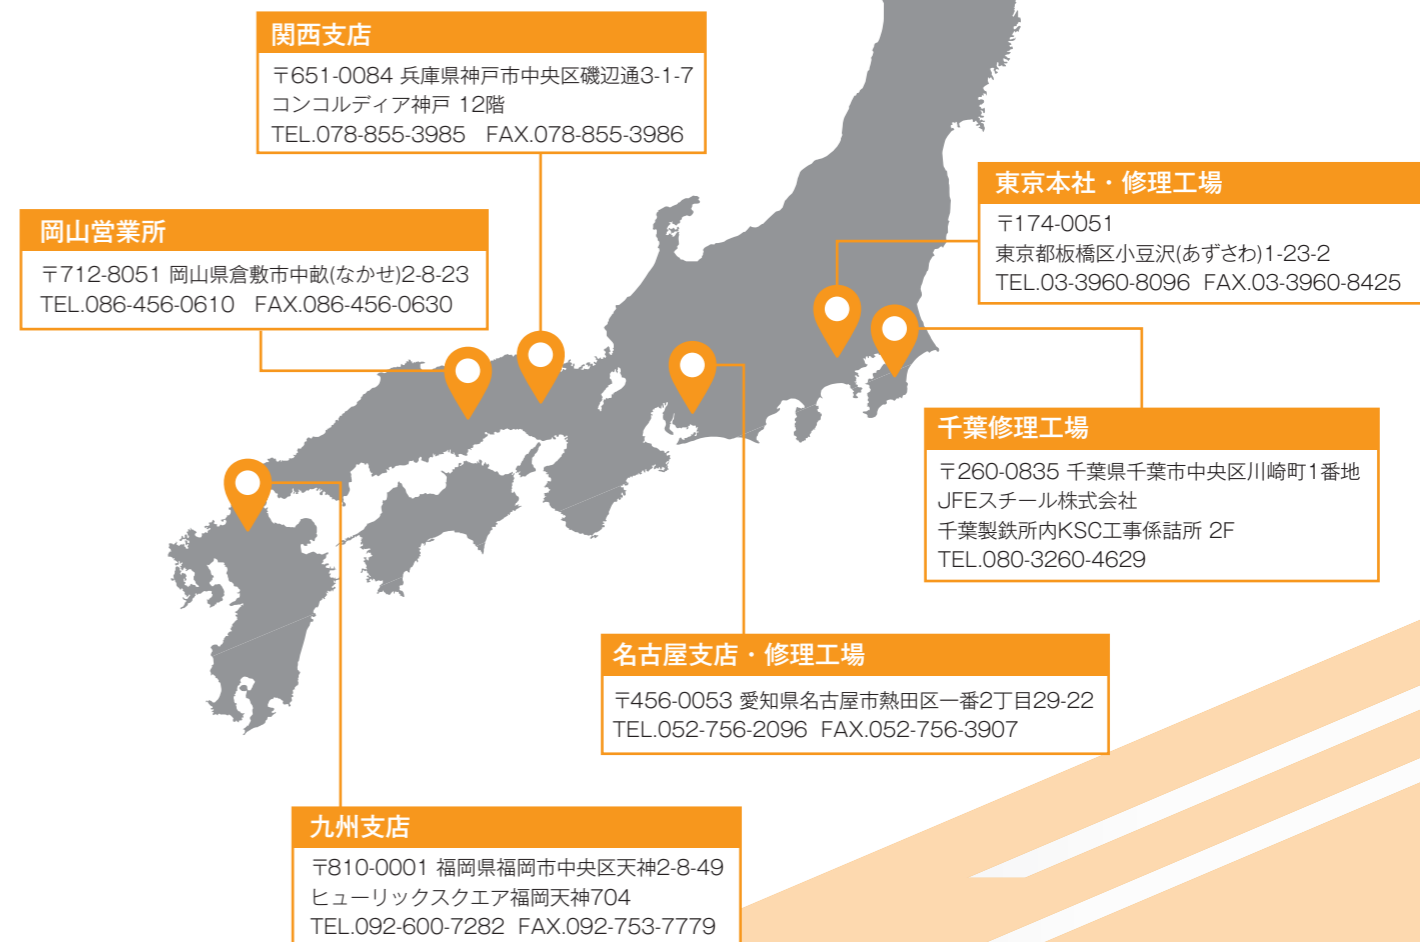 関西支店
〒651-0084 兵庫県神戸市中央区磯辺通3-1-7
コンコルディア神戸 12階
TEL.078-855-3985 FAX.078-855-3986
東京本社・修理工場
〒174-0051
東京都板橋区小豆沢(あずさわ)1-23-2
TEL.03-3960-8096 FAX.03-3960-8425
岡山営業所
〒712-8051 岡山県倉敷市中畝(なかせ)2-8-23
TEL.086-456-0610 FAX.086-456-0630
千葉修理工場
〒260-0835 千葉県千葉市中央区川崎町1番地
JFEスチール株式会社
千葉製鉄所内KSC工事係詰所 2F
TEL.080-3260-4629
名古屋支店・修理工場
〒456-0053 愛知県名古屋市熱田区一番2丁目29-22
TEL.052-756-2096 FAX.052-756-3907
九州支店
〒810-0001 福岡県福岡市中央区天神2-8-49
ヒューリックスクエア福岡天神704
TEL.092-600-7282 FAX.092-753-7779